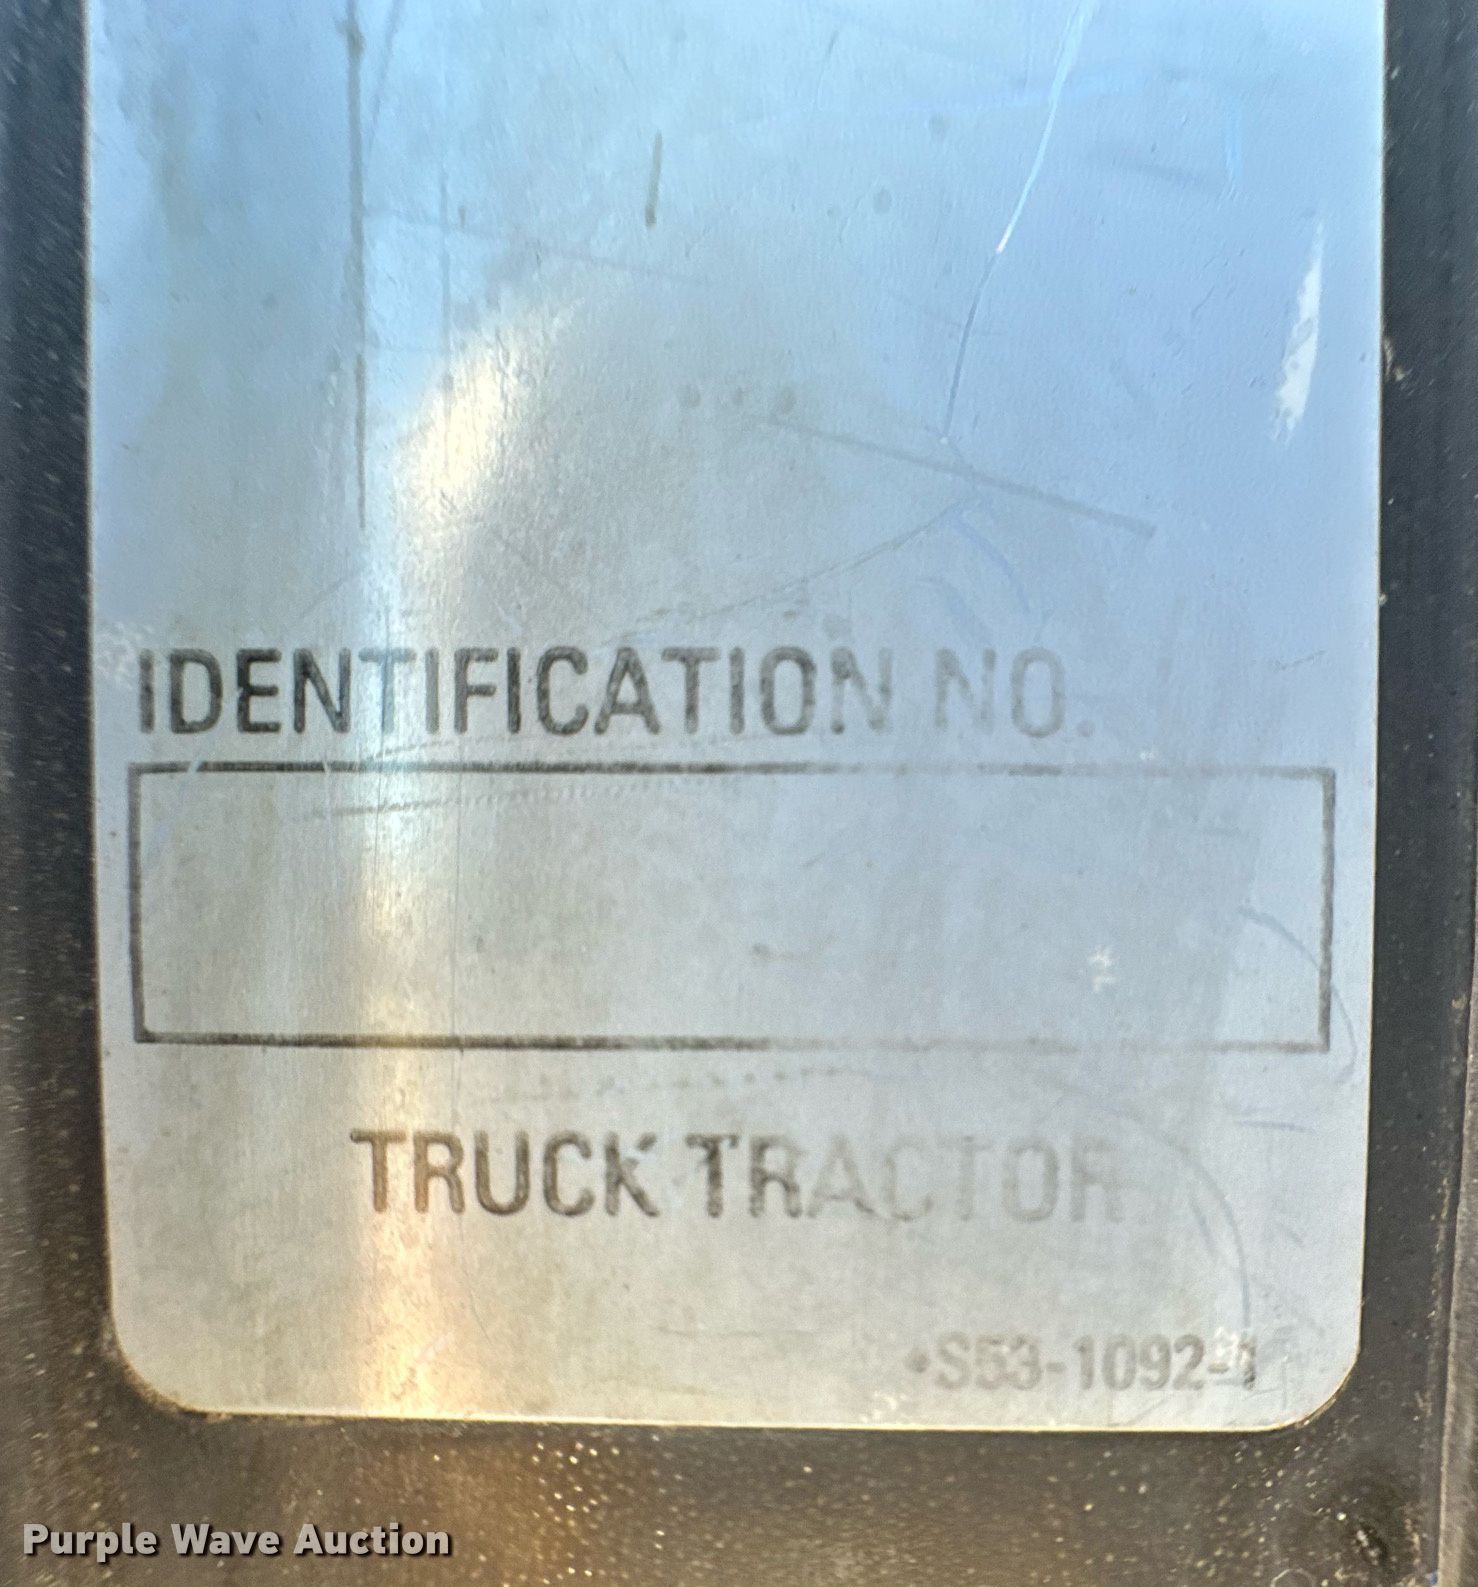 IDENTIFICATION NO.
TRUCK TRACTOR
•S53-1092-1
Purple Wave Auction